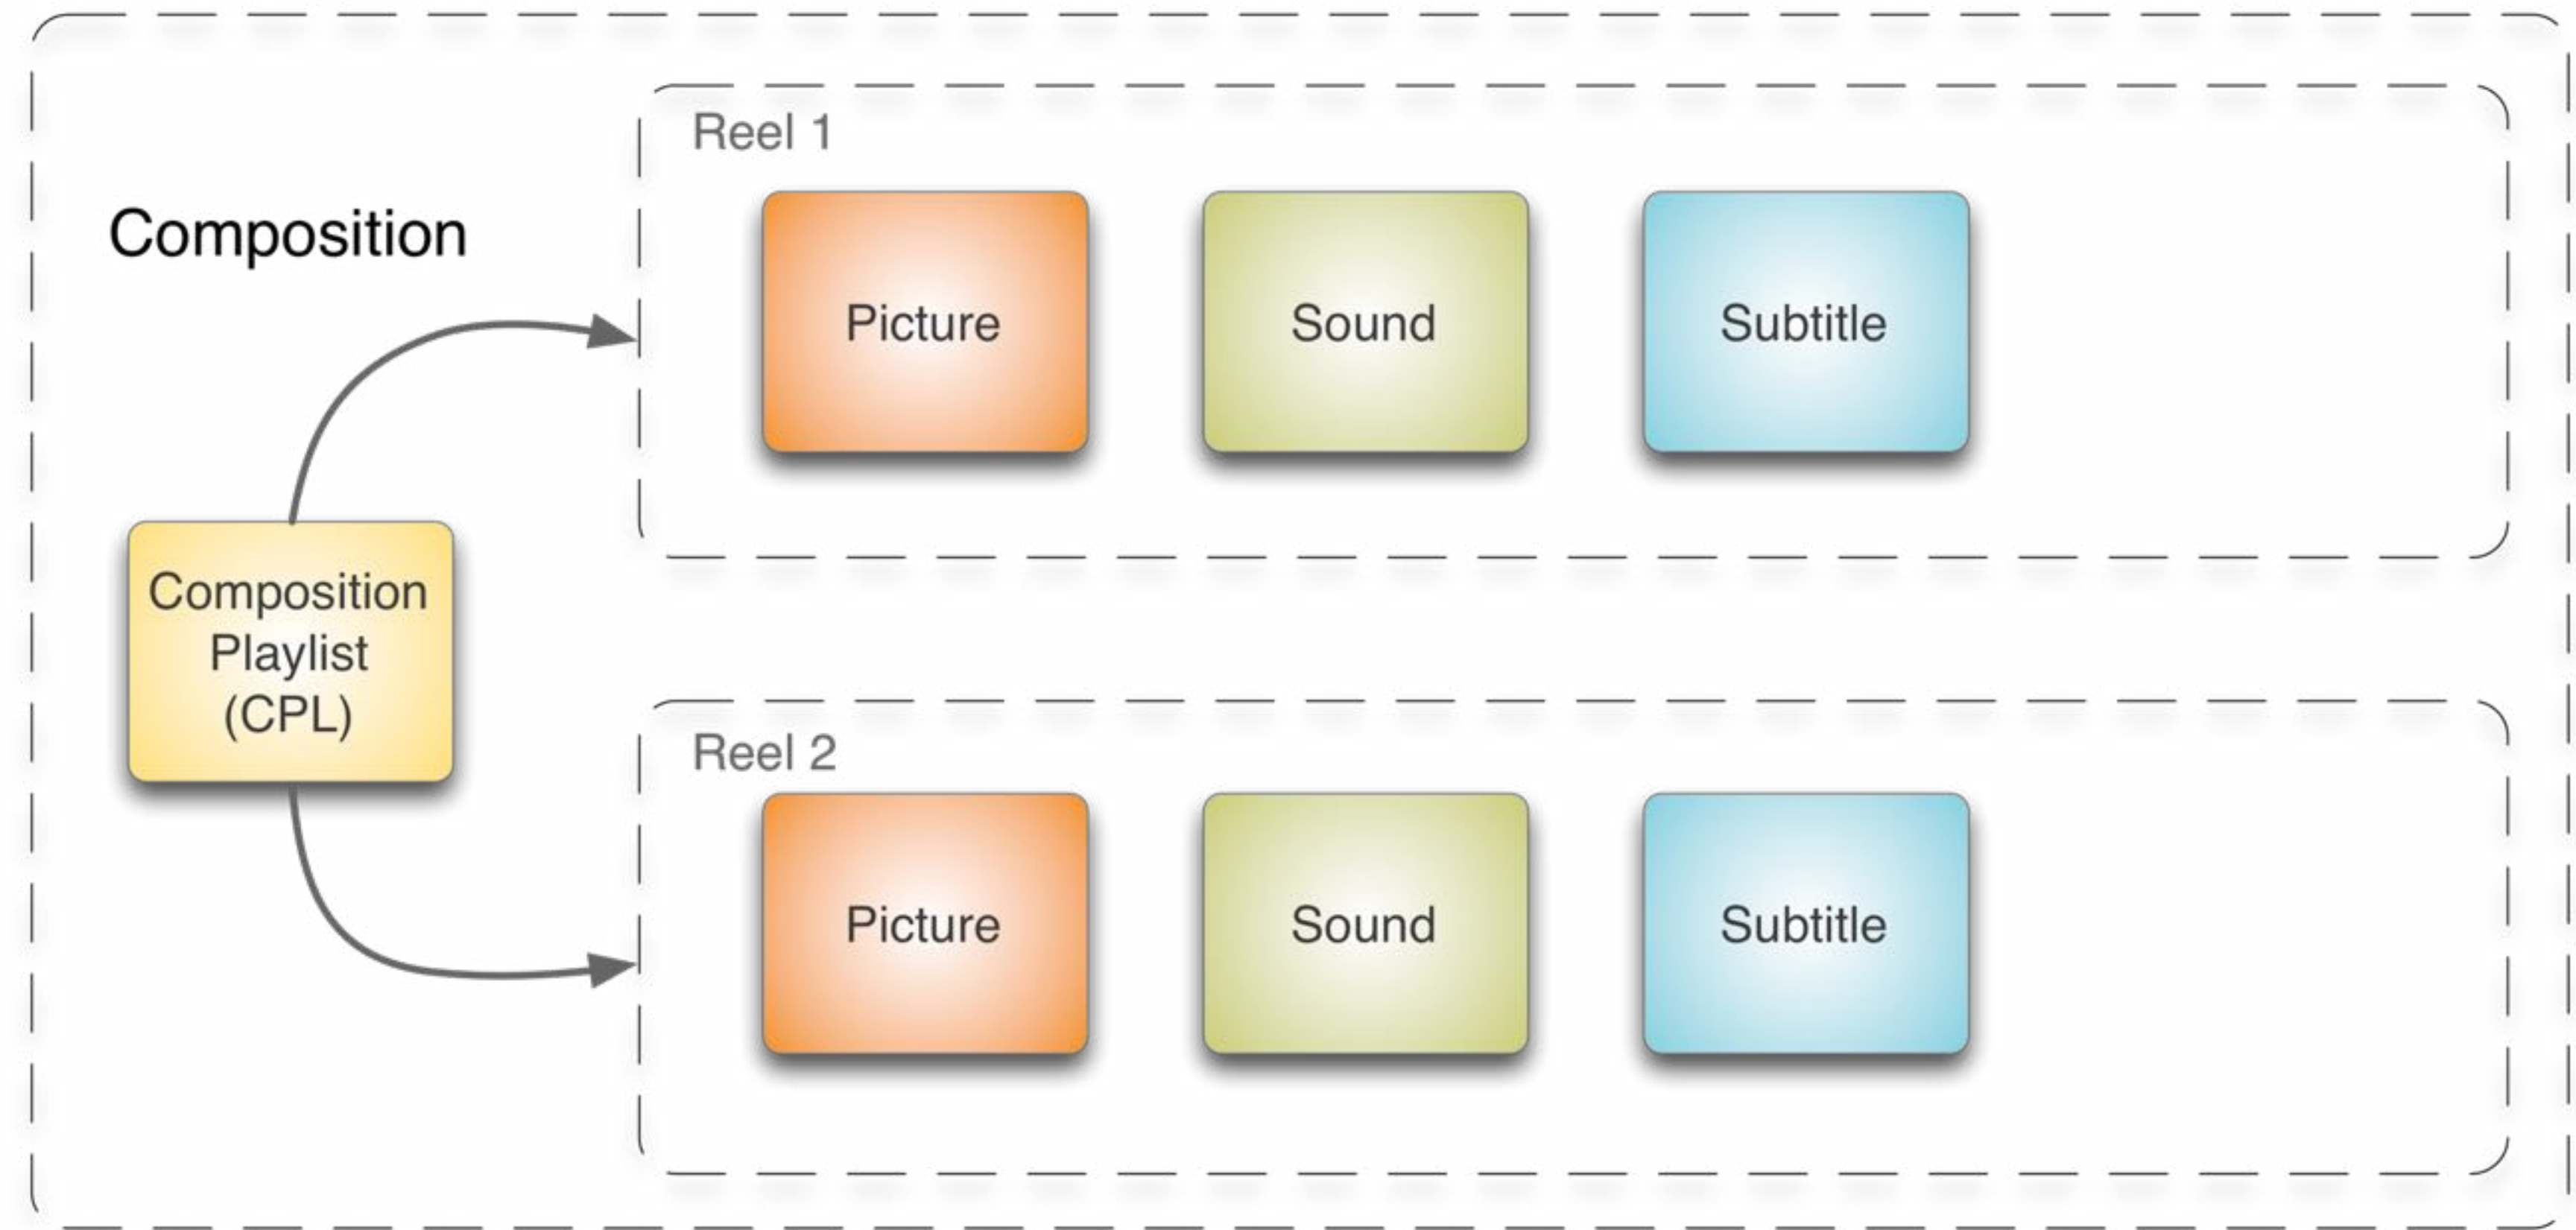 Composition
Composition
Playlist
(CPL)
Reel 1
Picture
Sound
Subtitle
Reel 2
Picture
Sound
Subtitle